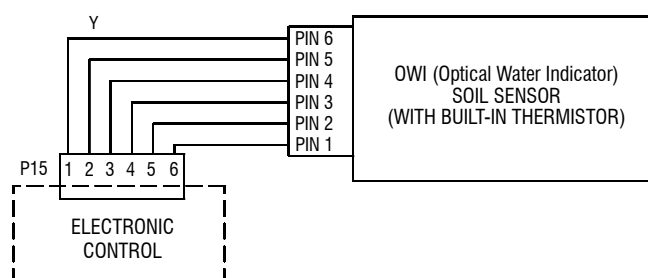 Y
PIN 6
PIN 5
PIN 4
PIN 3
PIN 2
PIN 1
OWI (Optical Water Indicator)
SOIL SENSOR
(WITH BUILT-IN THERMISTOR)
P15 1 2 3 4 5 6
ELECTRONIC
CONTROL